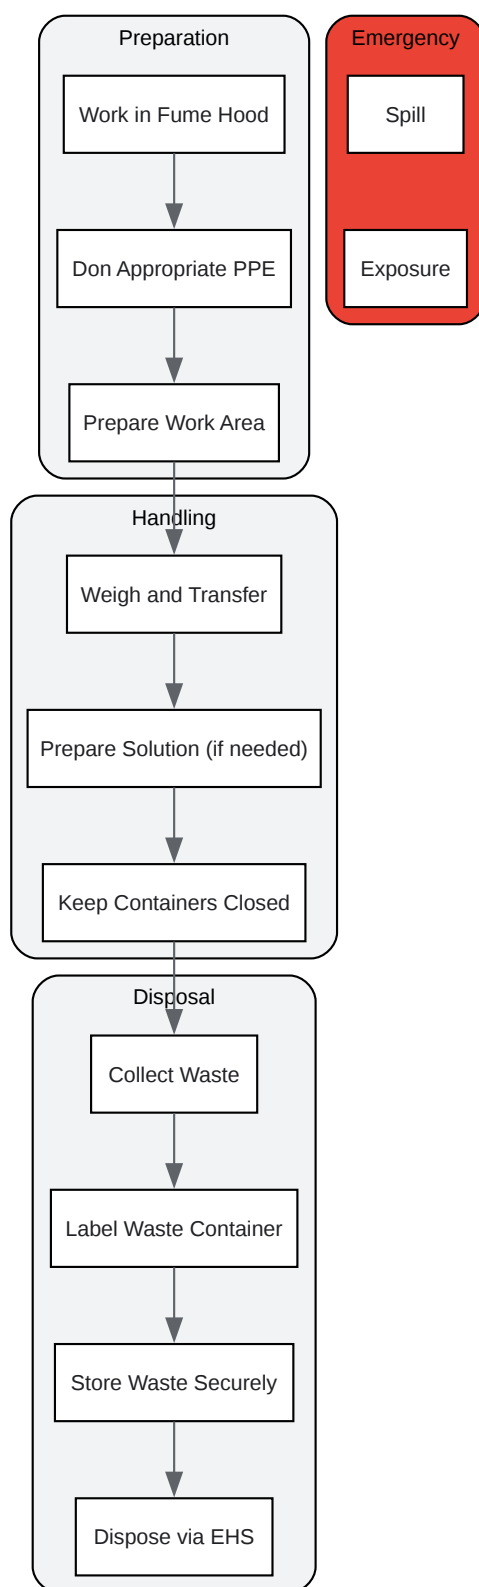 Preparation
Work in Fume Hood
Don Appropriate PPE
Prepare Work Area
Emergency
Spill
Exposure
Handling
Weigh and Transfer
Prepare Solution (if needed)
Keep Containers Closed
Disposal
Collect Waste
Label Waste Container
Store Waste Securely
Dispose via EHS